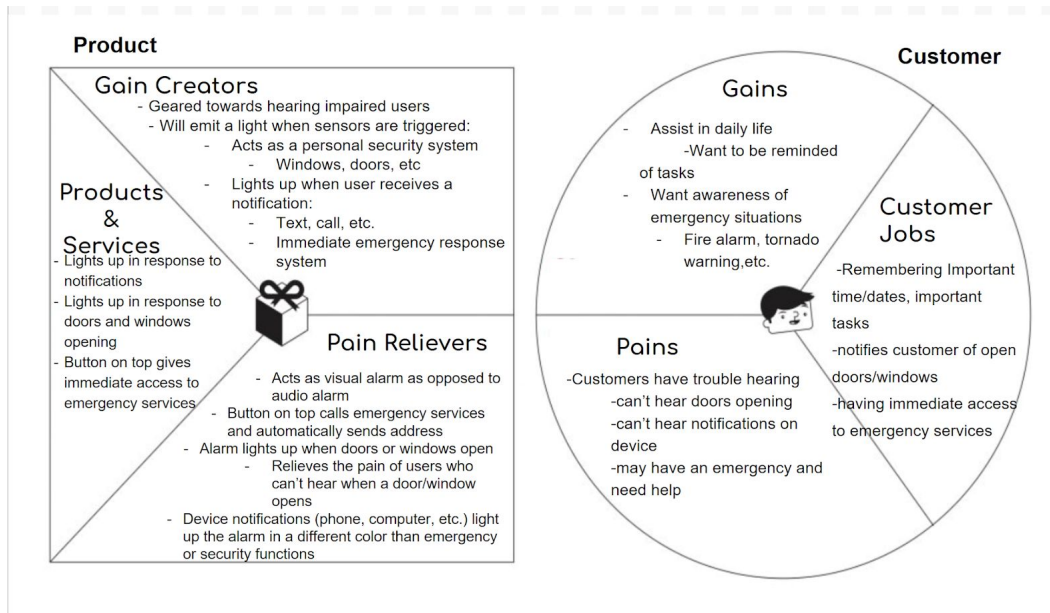 Product
Gain Creators
- Geared towards hearing impaired users
- Will emit a light when sensors are triggered:
- Acts as a personal security system
- Windows, doors, etc
- Lights up when user receives a
notification:
- Text, call, etc.
- Immediate emergency response
system
Products
&
Services
- Lights up in response to
notifications
- Lights up in response to
doors and windows
opening
- Button on top gives
immediate access to
emergency services
Pain Relievers
- Acts as visual alarm as opposed to
audio alarm
- Button on top calls emergency services
and automatically sends address
- Alarm lights up when doors or windows open
- Relieves the pain of users who
can't hear when a door/window
opens
- Device notifications (phone, computer, etc.) light
up the alarm in a different color than emergency
or security functions
Customer
Gains
- Assist in daily life
-Want to be reminded
of tasks
- Want awareness of
emergency situations
- Fire alarm, tornado
warning,etc.
Customer
Jobs
-Remembering Important
time/dates, important
tasks
-notifies customer of open
doors/windows
-having immediate access
to emergency services
Pains
-Customers have trouble hearing
-can't hear doors opening
-can't hear notifications on
device
-may have an emergency and
need help